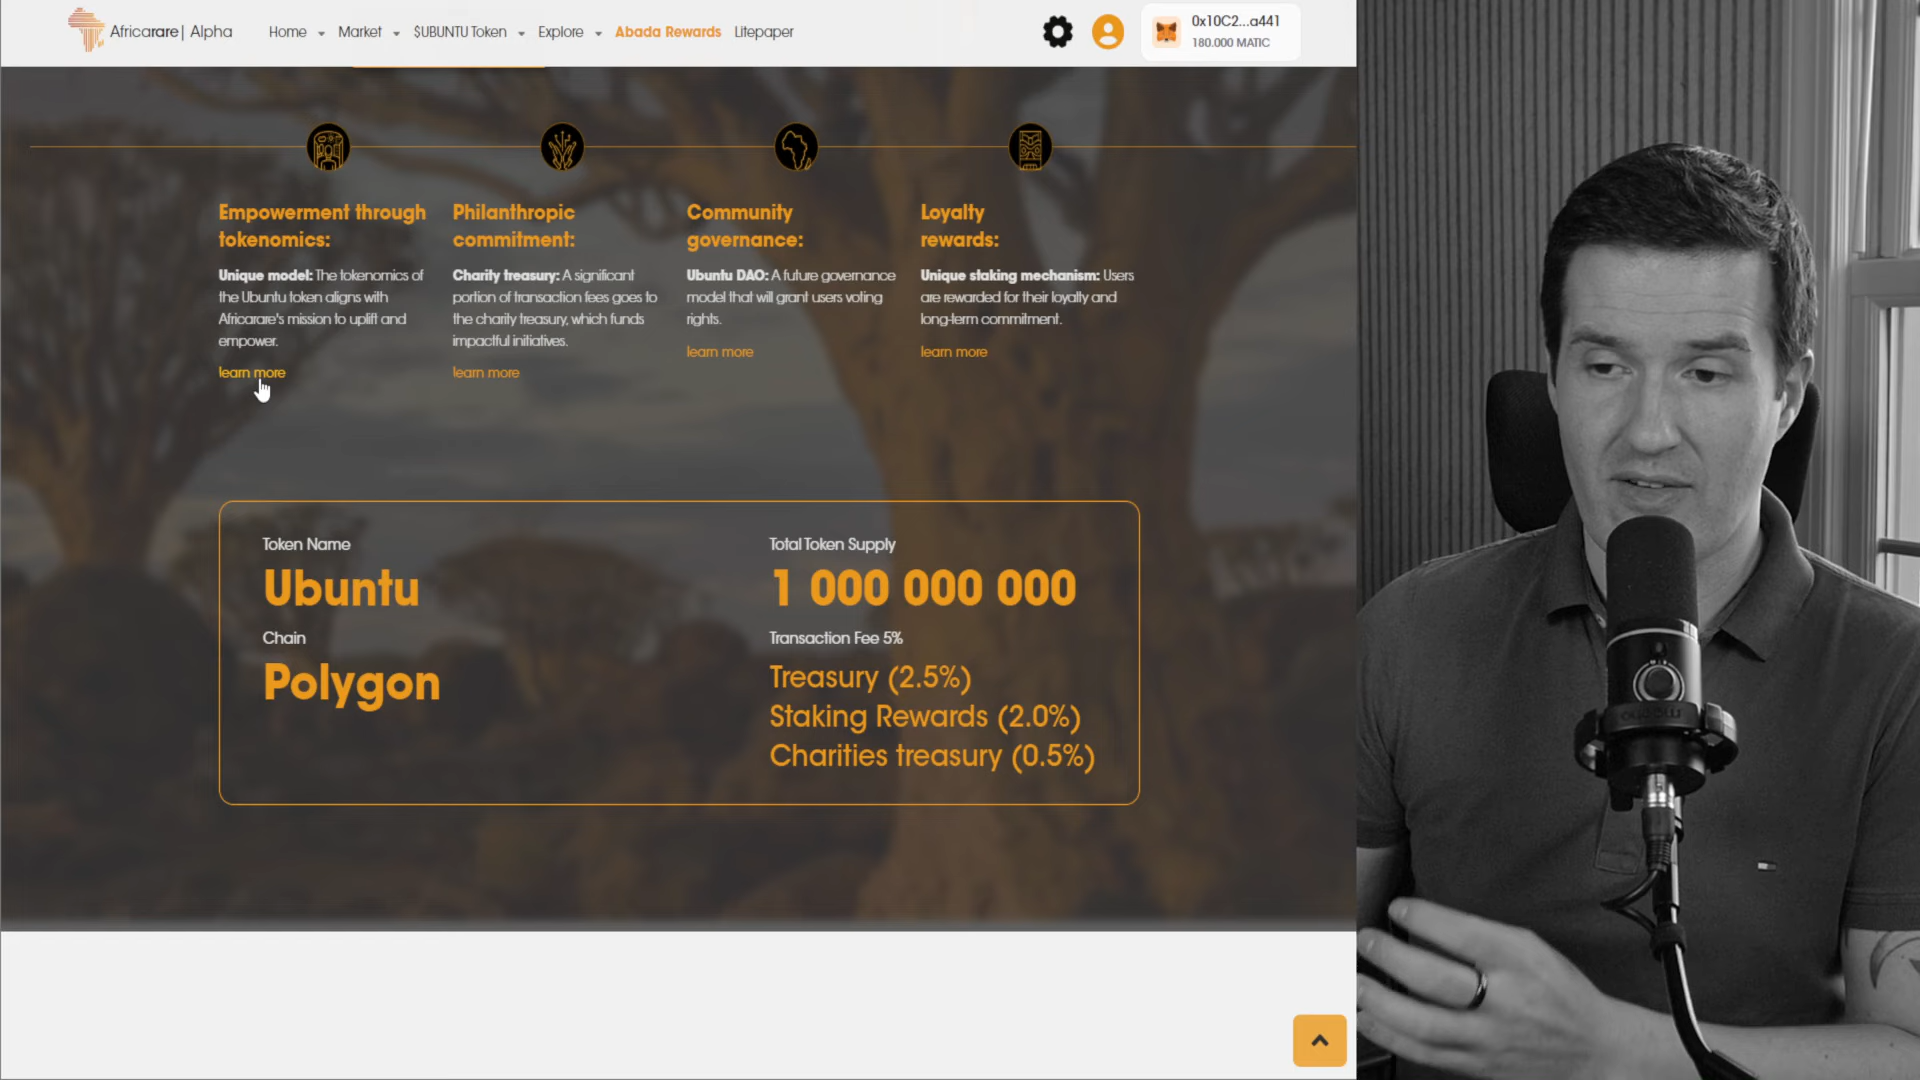 Africarare | Alpha
Home Market $UBUNTU Token Explore Abada Rewards Litepaper
0x10C2...a441
180.000 MATIC
Empowerment through
tokenomics:
Unique model: The tokenomics of
the Ubuntu token aligns with
Africarare's mission to uplift and
empower.
learn more
Philanthropic
commitment:
Charity treasury: A significant
portion of transaction fees goes to
the charity treasury, which funds
impactful initiatives.
learn more
Community
governance:
Ubuntu DAO: A future governance
model that will grant users voting
rights.
learn more
Loyalty
rewards:
Unique staking mechanism: Users
are rewarded for their loyalty and
long-term commitment.
learn more
Token Name
Ubuntu
Chain
Polygon
Total Token Supply
1 000 000 000
Transaction Fee 5%
Treasury (2.5%)
Staking Rewards (2.0%)
Charities treasury (0.5%)